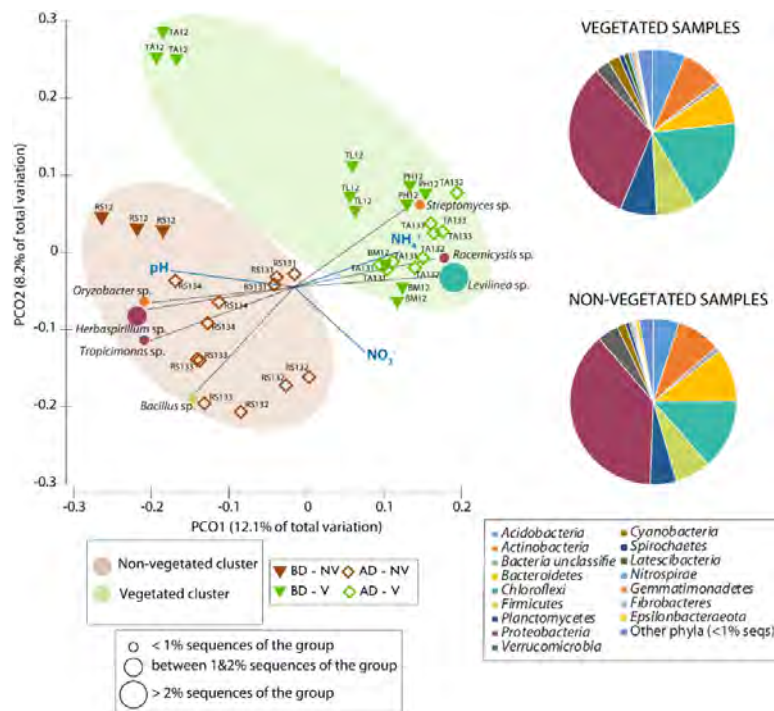 0.3
0.2
0.1
0
-0.1
-0.2
-0.3
PCO2 (8.2% of total variation)
-0.3
-0.2
-0.1
0
0.1
0.2
PCO1 (12.1% of total variation)
TA12
TA12
TA12
TL12
TL12
TL12
PH12
PH12
PH12
TA132
Streptomyces sp.
TA133
TA133
TA133
NH
BM12
TA131
TA132
TA131
TA131
TA132
BM12
BM12
Racemicystis sp.
Levilinea sp.
RS12
RS12
RS12
pH
RS131
RS131
RS131
RS134
RS134
RS134
Oryzobacter sp.
Herbaspirillum sp.
Tropicimonas sp.
NO3
RS133
RS133
RS132
RS132
RS132
Bacillus sp.
VEGETATED SAMPLES
NON-VEGETATED SAMPLES
Non-vegetated cluster
Vegetated cluster
BD - NV
AD - NV
BD - V
AD - V
< 1% sequences of the group
between 1&2% sequences of the group
> 2% sequences of the group
Acidobacteria
Actinobacteria
Bacteria unclassifie
Bacteroidetes
Chloroflexi
Firmicutes
Planctomycetes
Proteobacteria
Verrucomicrobia
Cyanobacteria
Spirochaetes
Latescibacteria
Nitrospirae
Gemmatimonadetes
Fibrobacteres
Epsilonbacteraeota
Other phyla (<1% seqs)